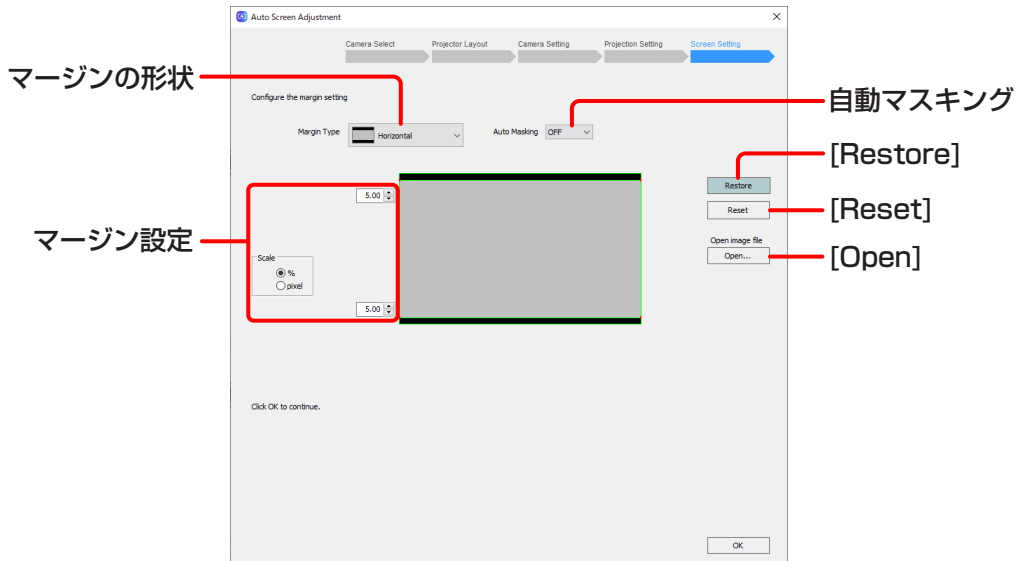 Auto Screen Adjustment
Camera Select
Projector Layout
Camera Setting
Projection Setting
Screen Setting
マージンの形状
自動マスキング
Configure the margin setting
Margin Type
Horizontal
Auto Masking
OFF
[Restore]
Restore
5.00
Reset
[Reset]
マージン設定
Open image file
Scale
Open...
[Open]
%
pixel
5.00
Click OK to continue.
OK